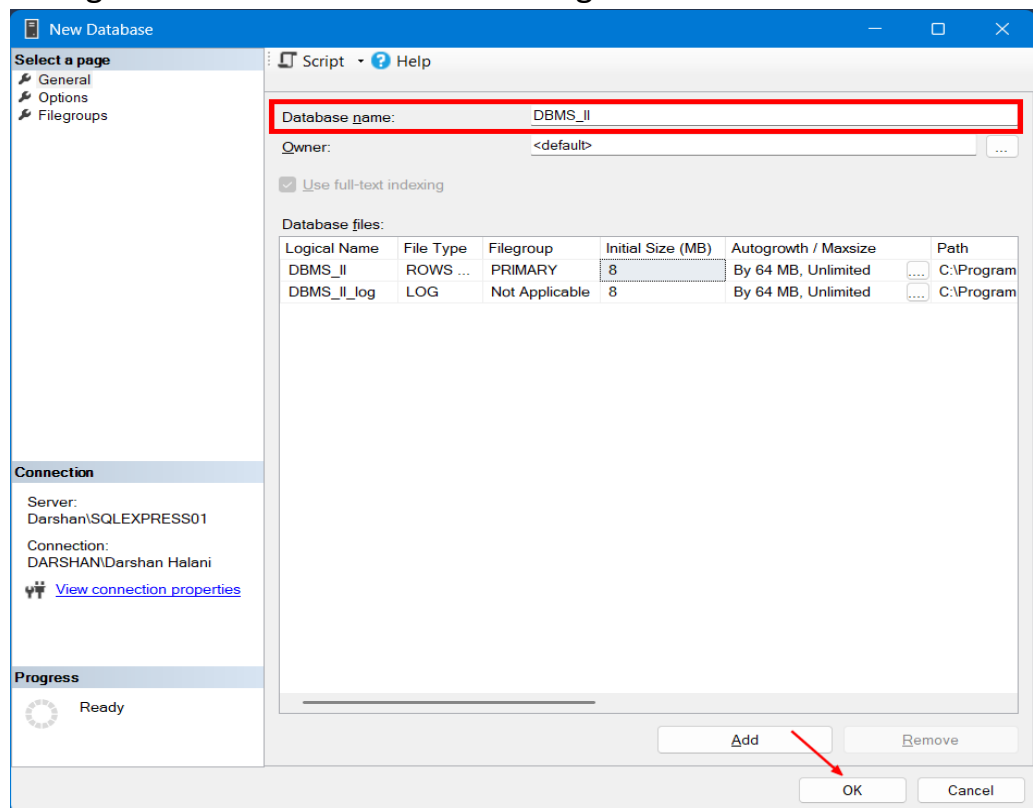 New Database
Select a page
General
Options
Filegroups
Script
Help
Database name:
DBMS_II
Owner:
<default>
...
Use full-text indexing
Database files:
Logical Name File Type Filegroup Initial Size (MB) Autogrowth / Maxsize Path
DBMS_II ROWS ... PRIMARY 8 By 64 MB, Unlimited .... C:\Program
DBMS_II_log LOG Not Applicable 8 By 64 MB, Unlimited .... C:\Program
Connection
Server:
Darshan\SQLEXPRESS01
Connection:
DARSHAN\Darshan Halani
View connection properties
Progress
Ready
Add
Remove
OK
Cancel